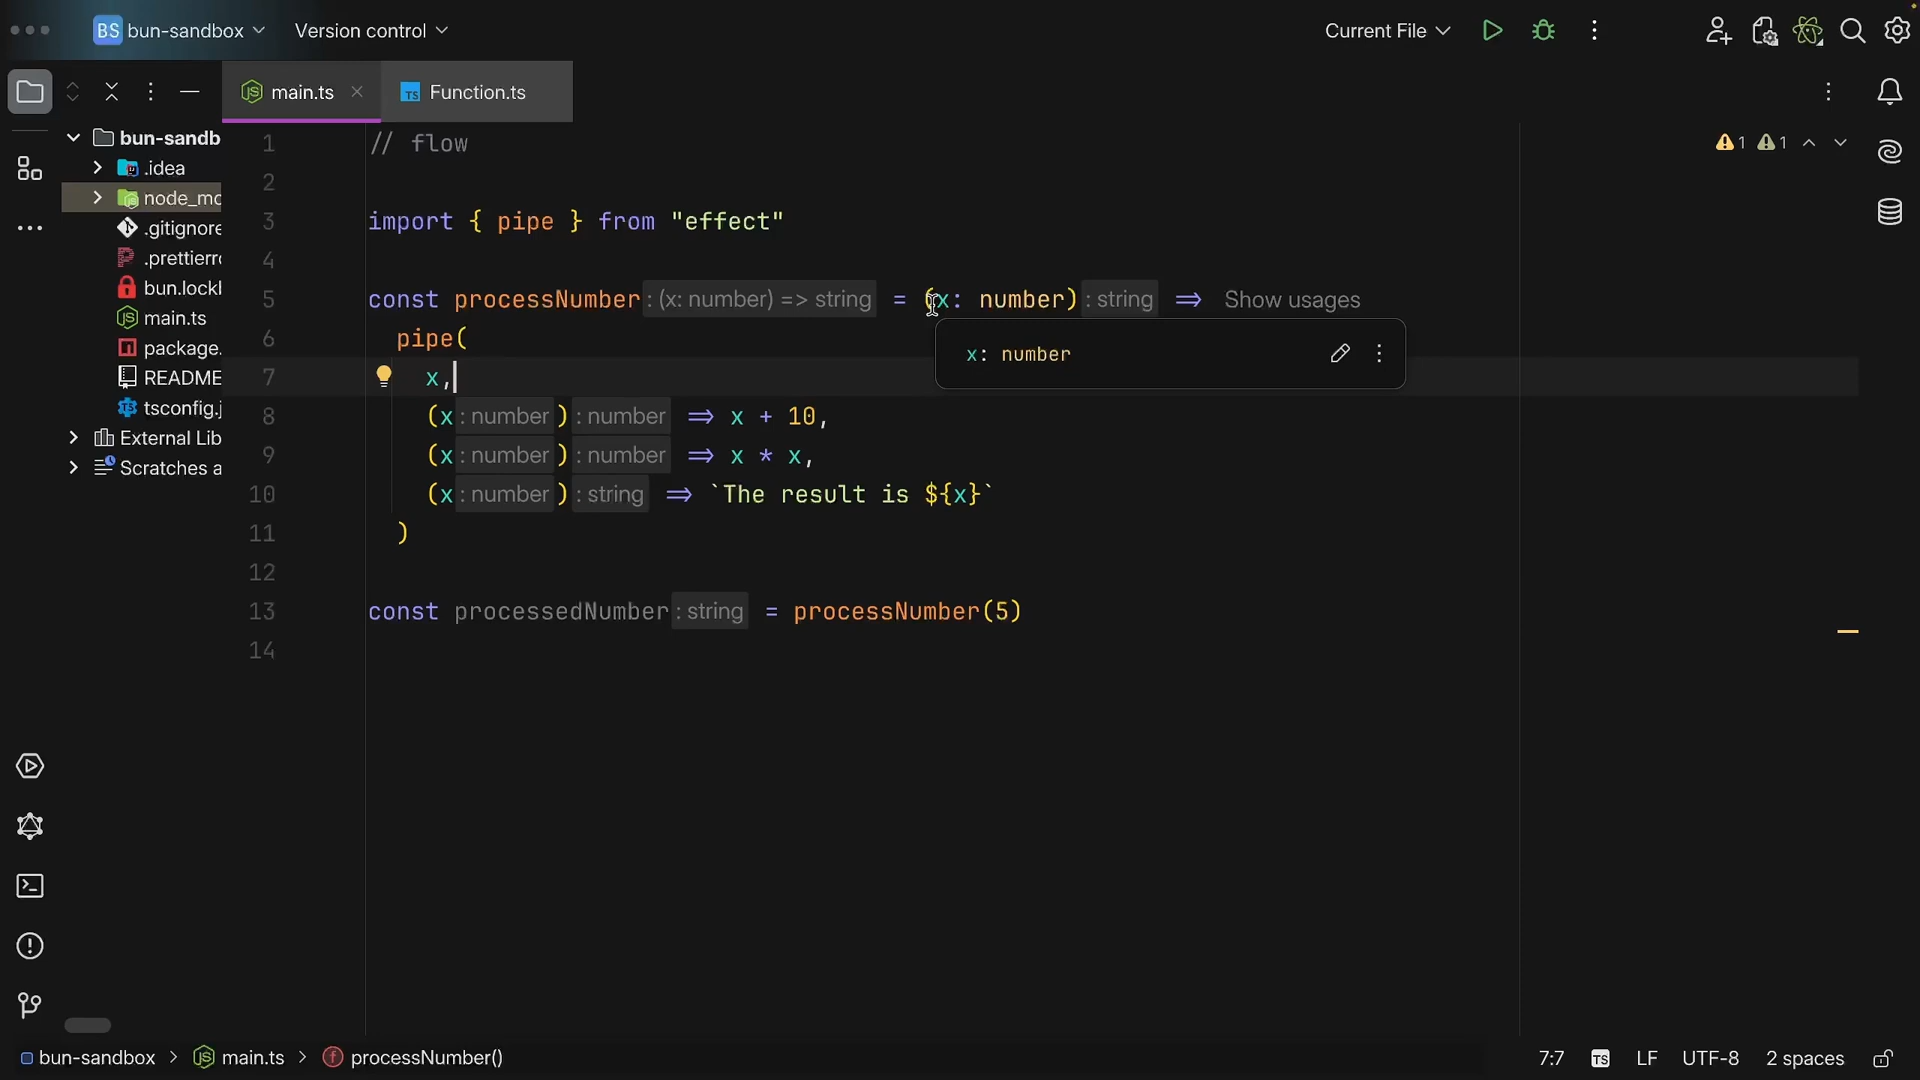 BS bun-sandbox Version control Current File
main.ts Function.ts
bun-sandb
.idea
node_mo
.gitignore
.prettierrc
bun.lockb
main.ts
package.
README
tsconfig.j
External Lib
Scratches a
1 // flow
2
3 import { pipe } from "effect"
4
5 const processNumber : (x: number) => string = (x: number) : string => Show usages
6 pipe(
x: number
7 x,
8 (x : number ) : number => x + 10,
9 (x : number ) : number => x * x,
10 (x : number ) : string => `The result is ${x}`
11 )
12
13 const processedNumber : string = processNumber(5)
14
1 1
bun-sandbox > main.ts > processNumber() 7:7 TS LF UTF-8 2 spaces